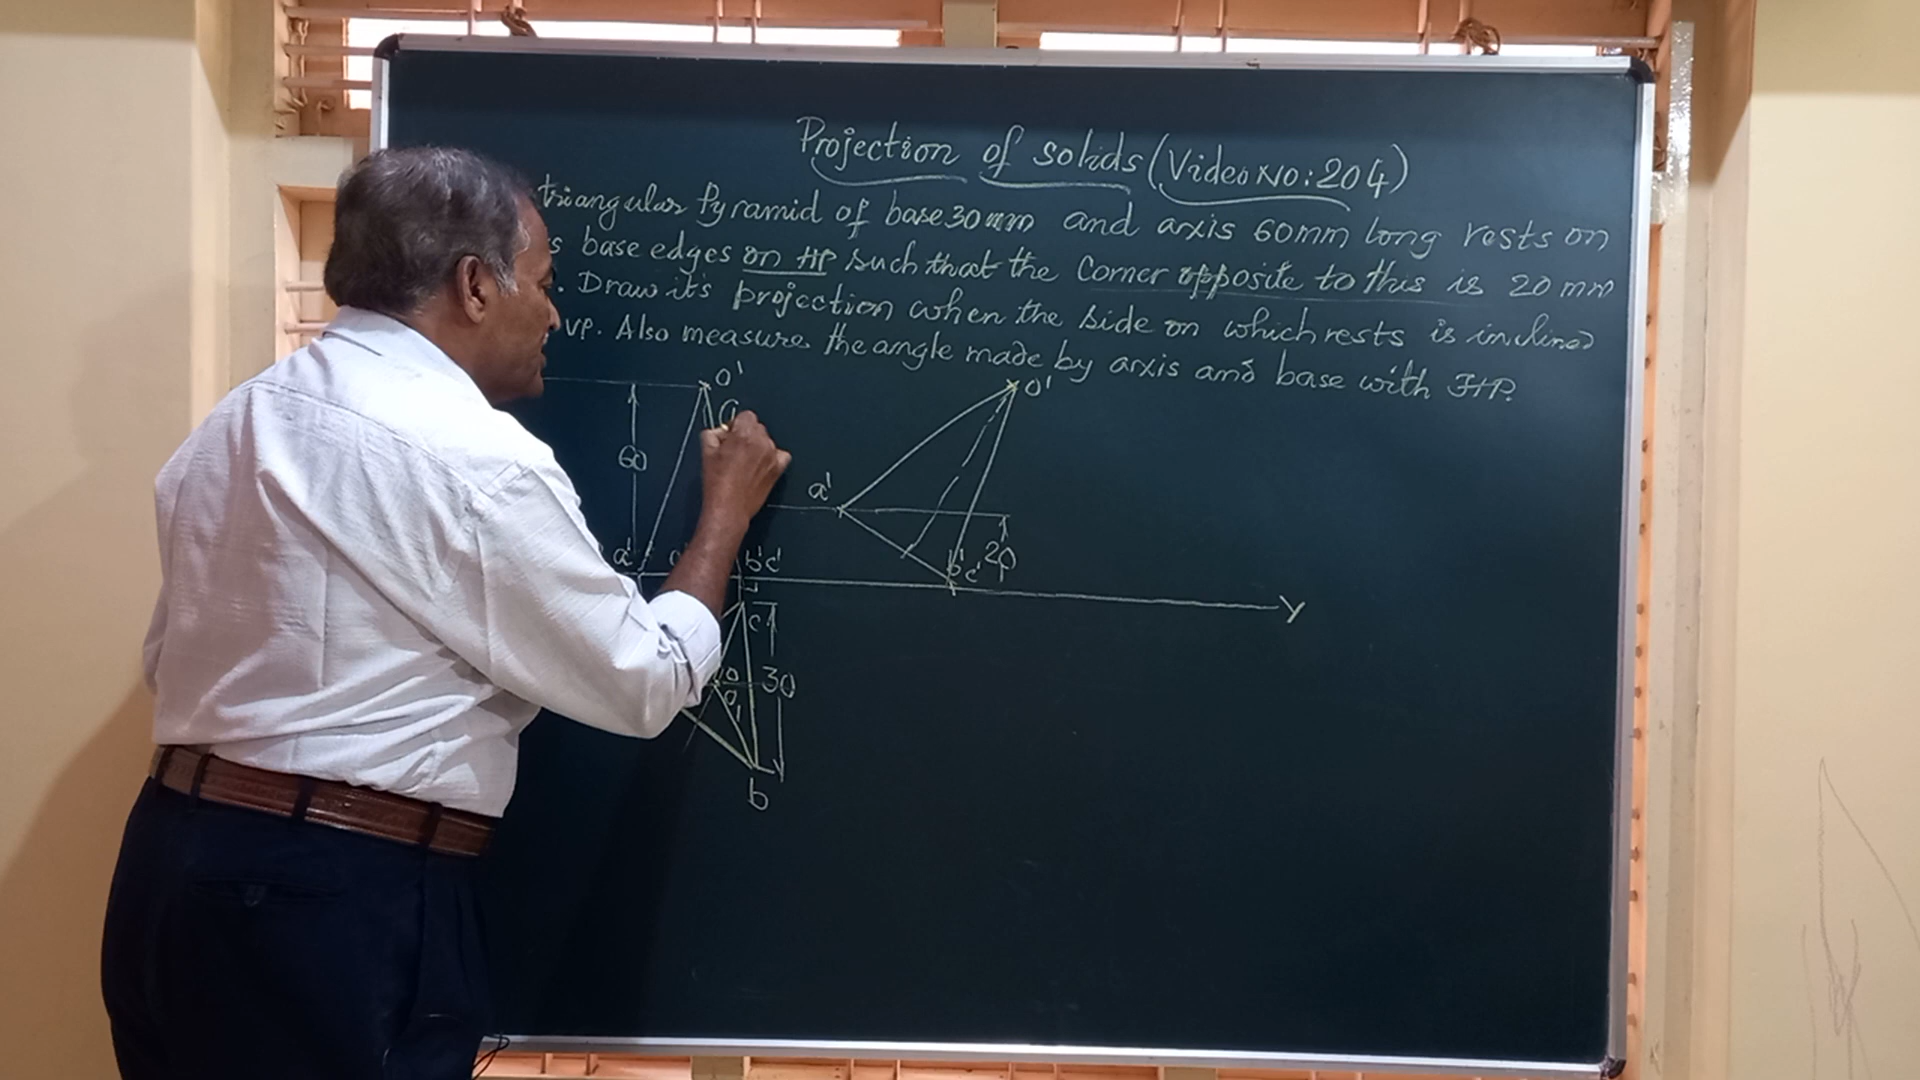 Projection of solids (Video No: 204)
triangular Pyramid of base 30mm and axis 60mm long rests on
base edges on HP such that the Corner opposite to this is 20mm
. Draw its projection when the side on which rests is inclined
VP. Also measure the angle made by axis and base with HP.
o'
o'
60
a'
a'
b'c'
b'
c'
20
Y
c
30
o
b